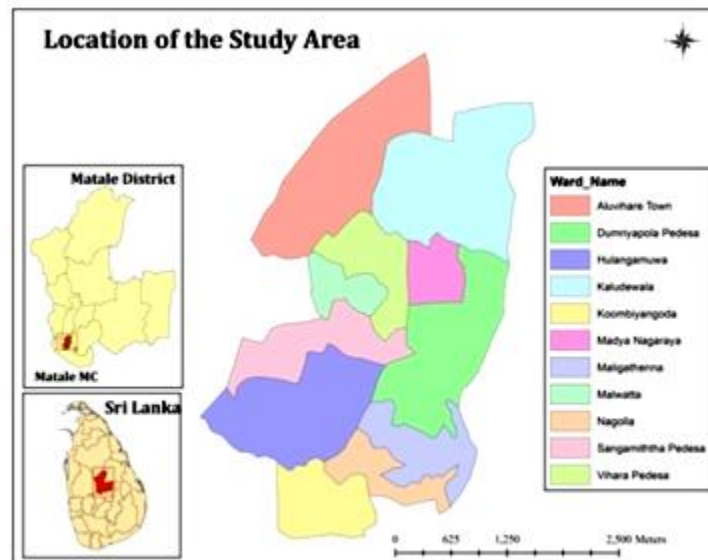 Location of the Study Area
Matale District
Matale MC
Sri Lanka
Ward_Name
Aluvihare Town
Dumnyapola Pedesa
Hulangamuwa
Kaludewala
Koombiyangoda
Madya Nagaraya
Maligathenna
Malwatta
Nagolla
Sangamiththa Pedesa
Vihara Pedesa
0 625 1,250 2,500 Meters